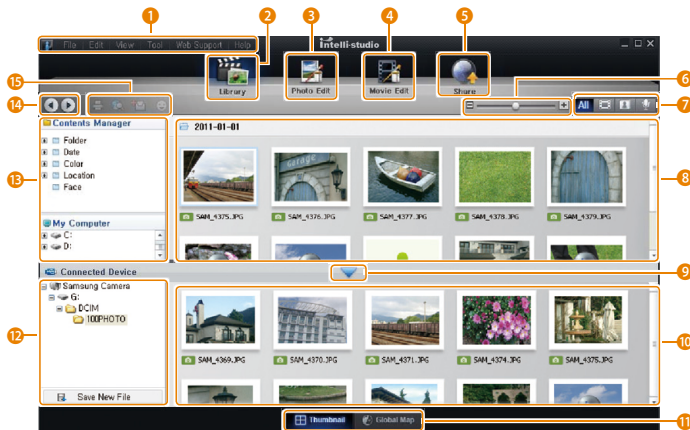 1 2 3 4 5
File Edit View Tool Web Support Help
Intelli-studio
Library Photo Edit Movie Edit Share
15 6
14 All 7
Contents Manager
Folder
Date
Color
Location
Face
13
My Computer
C:
D:
2011-01-01
8
SAM_4375.JPG SAM_4376.JPG SAM_4377.JPG SAM_4378.JPG SAM_4379.JPG
Connected Device 9
Samsung Camera
G:
DCIM
100PHOTO
12
Save New File
SAM_4369.JPG SAM_4370.JPG SAM_4371.JPG SAM_4374.JPG SAM_4375.JPG
10
Thumbnail Global Map 11